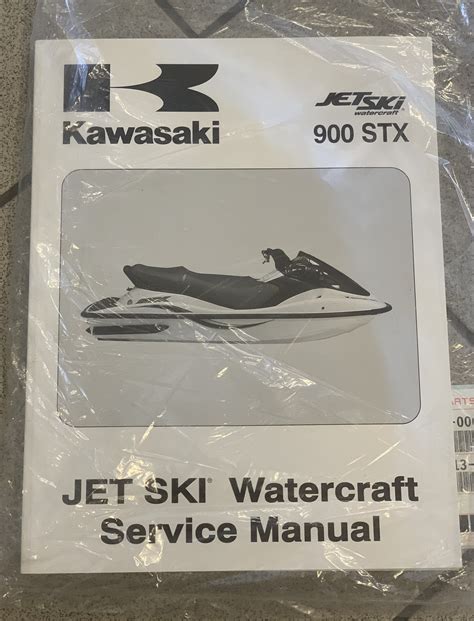 JET SKI
watercraft
Kawasaki
900 STX
JET SKI® Watercraft
Service Manual